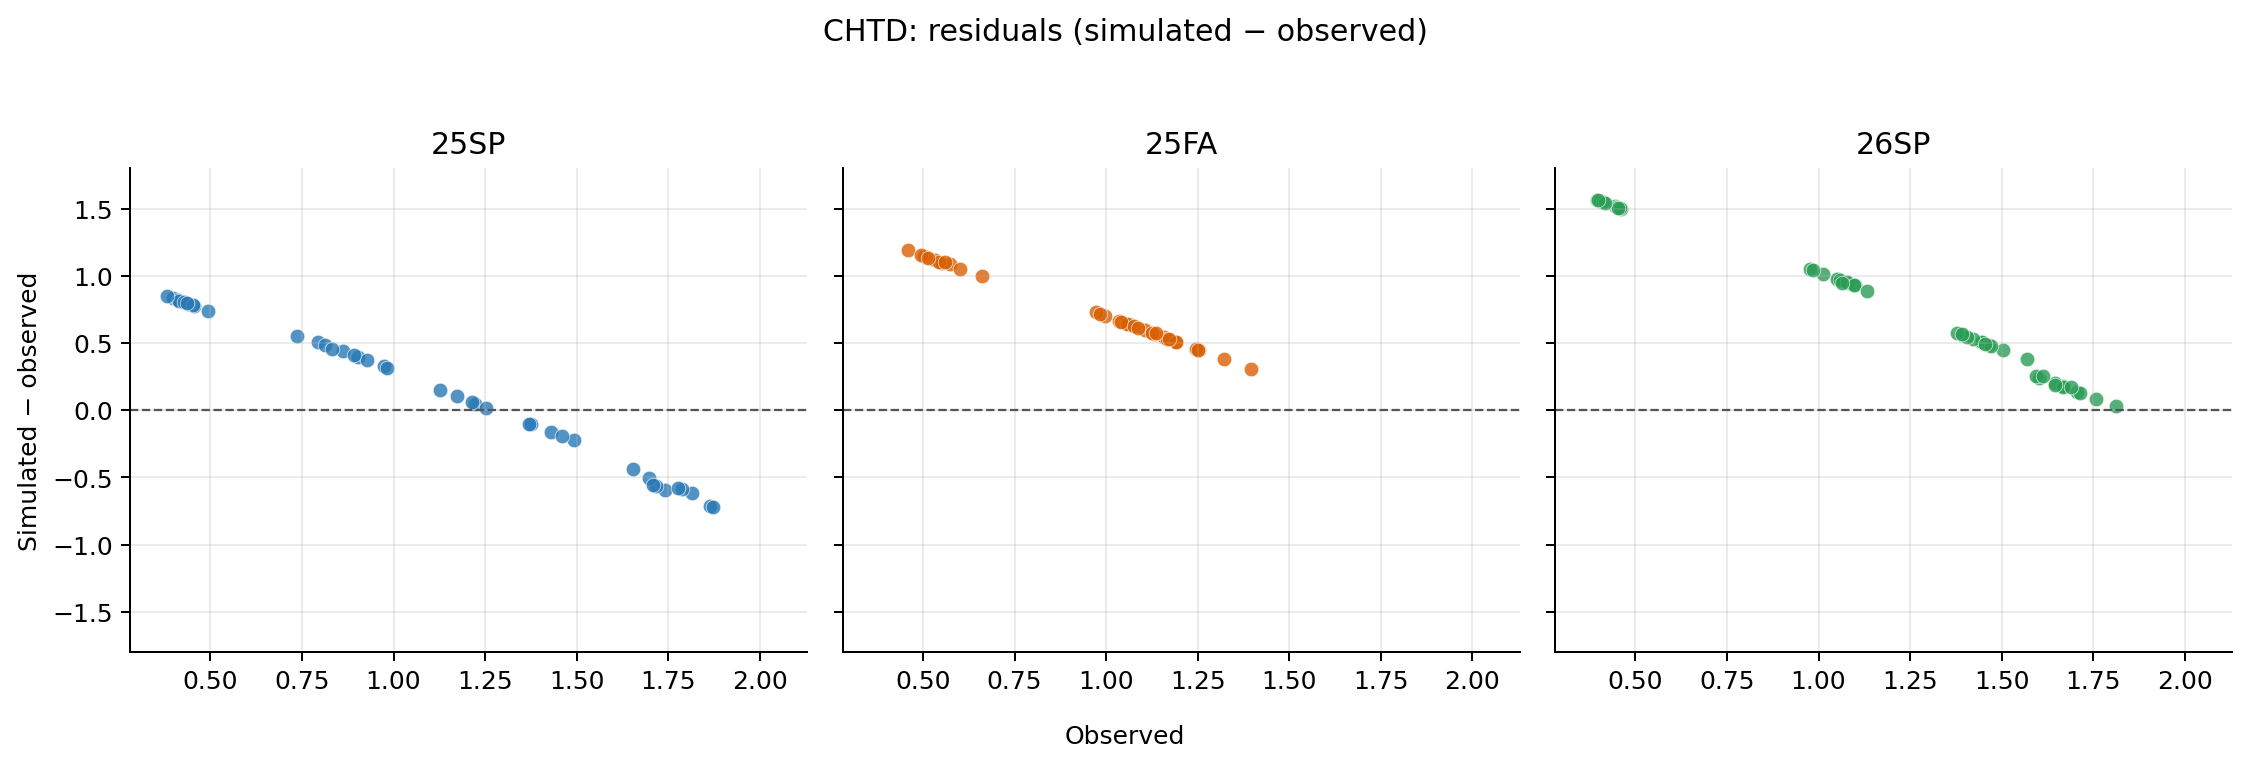 CHTD: residuals (simulated − observed)
25SP
25FA
26SP
Simulated − observed
1.5
1.0
0.5
0.0
−0.5
−1.0
−1.5
0.50 0.75 1.00 1.25 1.50 1.75 2.00
0.50 0.75 1.00 1.25 1.50 1.75 2.00
0.50 0.75 1.00 1.25 1.50 1.75 2.00
Observed